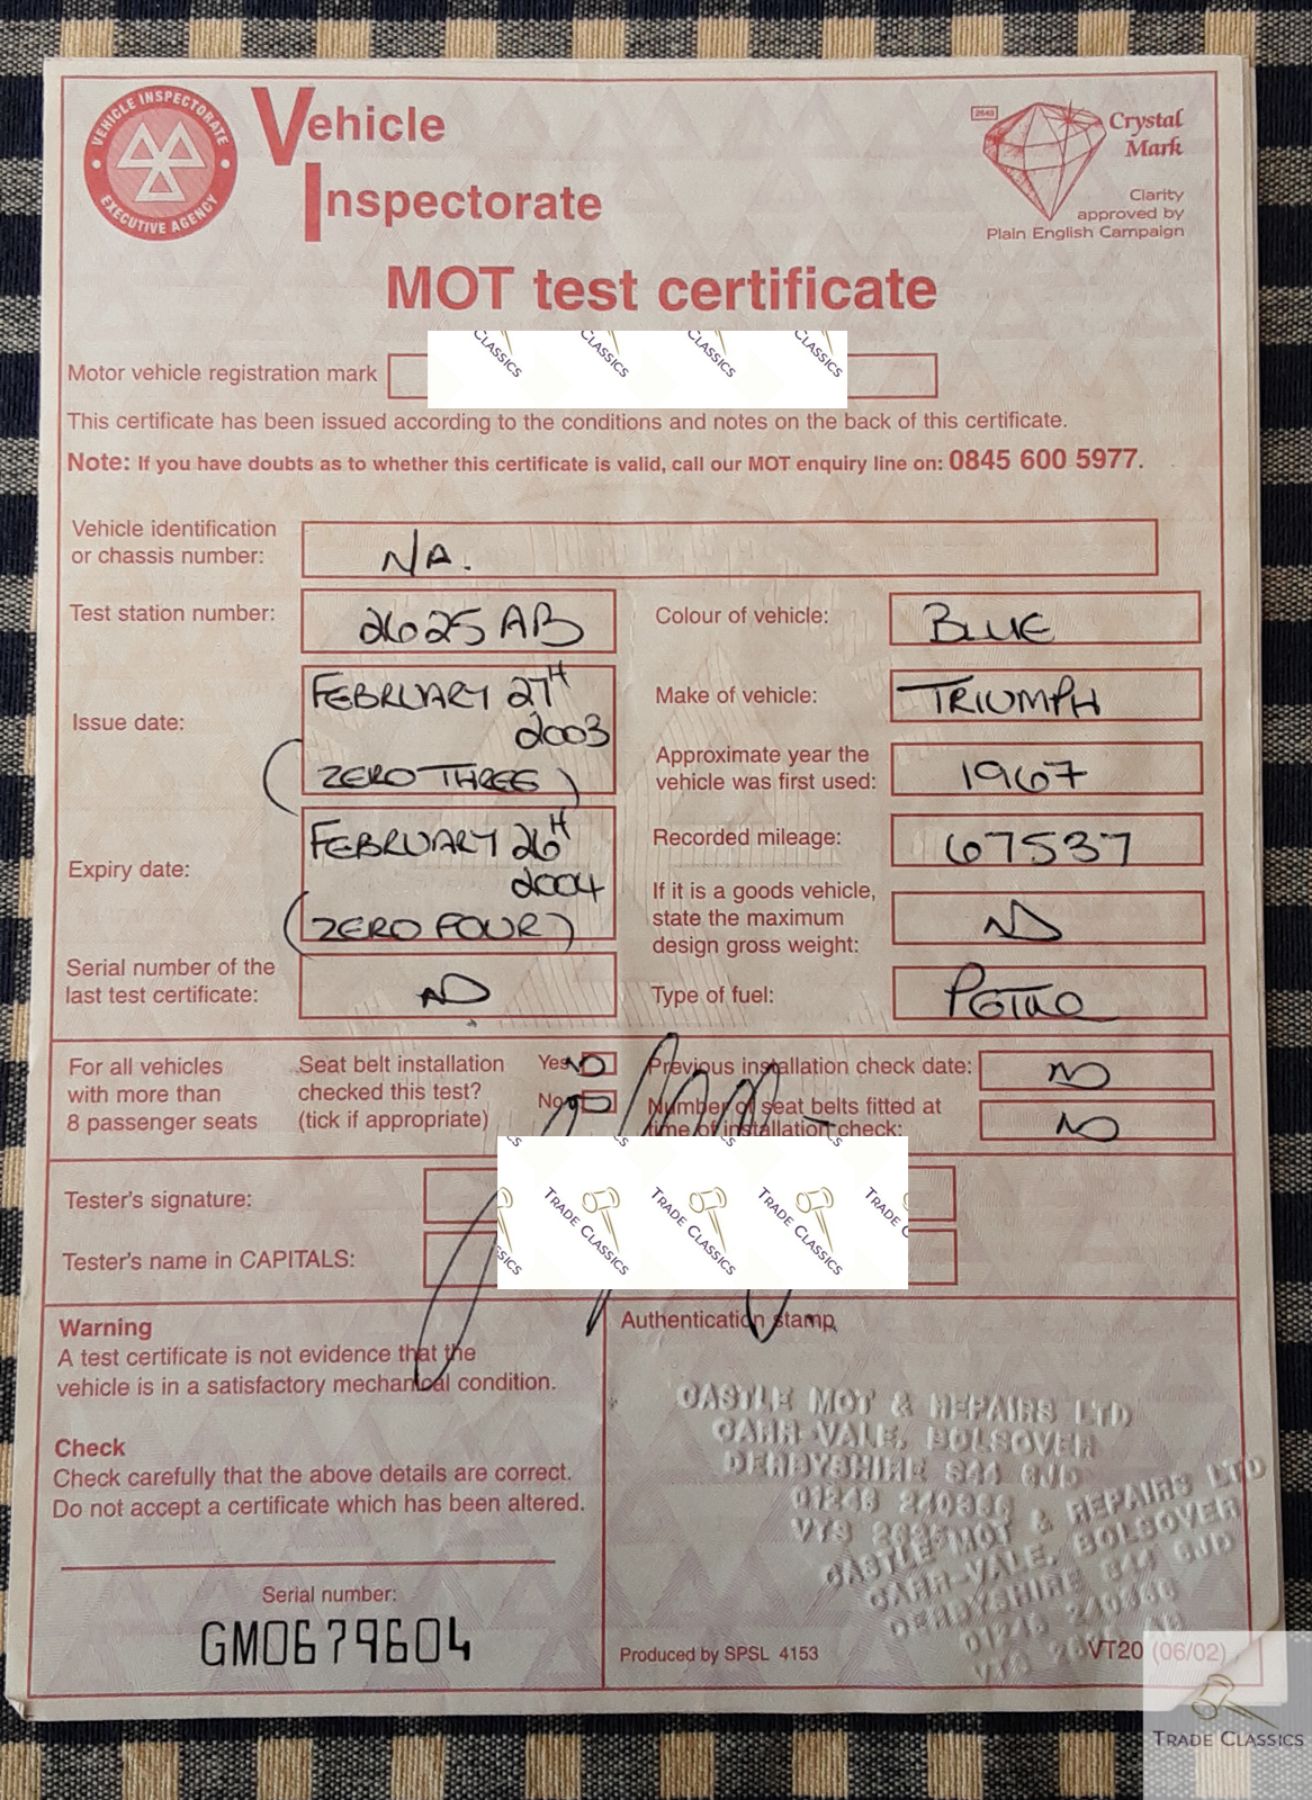 VEHICLE INSPECTORATE
EXECUTIVE AGENCY
Vehicle
Inspectorate
2649
Crystal
Mark
Clarity
approved by
Plain English Campaign
MOT test certificate
CLASSICS CLASSICS CLASSICS CLASSICS
Motor vehicle registration mark
This certificate has been issued according to the conditions and notes on the back of this certificate.
Note: If you have doubts as to whether this certificate is valid, call our MOT enquiry line on: 0845 600 5977.
Vehicle identification
or chassis number: N/A.
Test station number: 2625 AB
Colour of vehicle: BLUE
Issue date: FEBRUARY 27TH
2003
(ZERO THREE)
Make of vehicle: TRIUMPH
Approximate year the
vehicle was first used: 1967
Expiry date: FEBRUARY 26TH
2004
(ZERO FOUR)
Recorded mileage: 67537
If it is a goods vehicle,
state the maximum
design gross weight:
Serial number of the
last test certificate:
Type of fuel: PETROL
For all vehicles
with more than
8 passenger seats
Seat belt installation
checked this test?
(tick if appropriate)
Yes
No
Previous installation check date:
Number of seat belts fitted at
time of installation check:
Tester's signature:
TRADE CLASSICS TRADE CLASSICS TRADE CLASSICS TRADE C
Tester's name in CAPITALS:
Warning
A test certificate is not evidence that the
vehicle is in a satisfactory mechanical condition.
Check
Check carefully that the above details are correct.
Do not accept a certificate which has been altered.
Serial number:
GM0679604
Authentication stamp
CASTLE MOT & REPAIRS LTD
CARR-VALE, BOLSOVER
DERBYSHIRE S44 6JD
01246 240366
VTS 2625
CASTLE MOT & REPAIRS LTD
CARR-VALE, BOLSOVER
DERBYSHIRE S44 6JD
01246 240366
Produced by SPSL 4153
VT20 (06/02)
TRADE CLASSICS